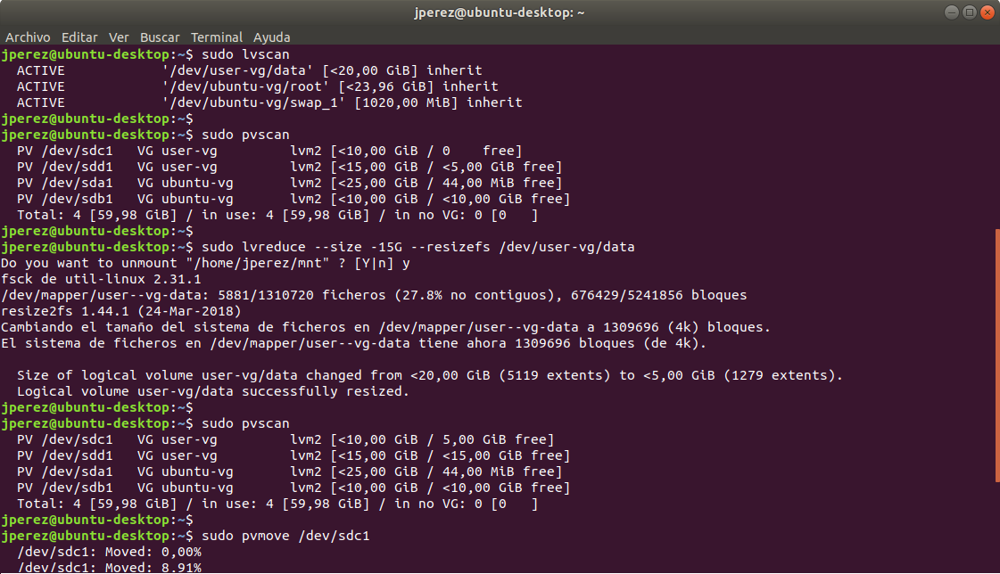 jperez@ubuntu-desktop: ~
Archivo Editar Ver Buscar Terminal Ayuda
jperez@ubuntu-desktop:~$ sudo lvscan
  ACTIVE            '/dev/user-vg/data' [<20,00 GiB] inherit
  ACTIVE            '/dev/ubuntu-vg/root' [<23,96 GiB] inherit
  ACTIVE            '/dev/ubuntu-vg/swap_1' [1020,00 MiB] inherit
jperez@ubuntu-desktop:~$
jperez@ubuntu-desktop:~$ sudo pvscan
  PV /dev/sdc1   VG user-vg         lvm2 [<10,00 GiB / 0    free]
  PV /dev/sdd1   VG user-vg         lvm2 [<15,00 GiB / <5,00 GiB free]
  PV /dev/sda1   VG ubuntu-vg       lvm2 [<25,00 GiB / 44,00 MiB free]
  PV /dev/sdb1   VG ubuntu-vg       lvm2 [<10,00 GiB / <10,00 GiB free]
  Total: 4 [59,98 GiB] / in use: 4 [59,98 GiB] / in no VG: 0 [0   ]
jperez@ubuntu-desktop:~$
jperez@ubuntu-desktop:~$ sudo lvreduce --size -15G --resizefs /dev/user-vg/data
Do you want to unmount "/home/jperez/mnt" ? [Y|n] y
fsck de util-linux 2.31.1
/dev/mapper/user--vg-data: 5881/1310720 ficheros (27.8% no contiguos), 676429/5241856 bloques
resize2fs 1.44.1 (24-Mar-2018)
Cambiando el tamaño del sistema de ficheros en /dev/mapper/user--vg-data a 1309696 (4k) bloques.
El sistema de ficheros en /dev/mapper/user--vg-data tiene ahora 1309696 bloques (de 4k).
  Size of logical volume user-vg/data changed from <20,00 GiB (5119 extents) to <5,00 GiB (1279 extents).
  Logical volume user-vg/data successfully resized.
jperez@ubuntu-desktop:~$
jperez@ubuntu-desktop:~$ sudo pvscan
  PV /dev/sdc1   VG user-vg         lvm2 [<10,00 GiB / 5,00 GiB free]
  PV /dev/sdd1   VG user-vg         lvm2 [<15,00 GiB / <15,00 GiB free]
  PV /dev/sda1   VG ubuntu-vg       lvm2 [<25,00 GiB / 44,00 MiB free]
  PV /dev/sdb1   VG ubuntu-vg       lvm2 [<10,00 GiB / <10,00 GiB free]
  Total: 4 [59,98 GiB] / in use: 4 [59,98 GiB] / in no VG: 0 [0   ]
jperez@ubuntu-desktop:~$
jperez@ubuntu-desktop:~$ sudo pvmove /dev/sdc1
  /dev/sdc1: Moved: 0,00%
  /dev/sdc1: Moved: 8,91%